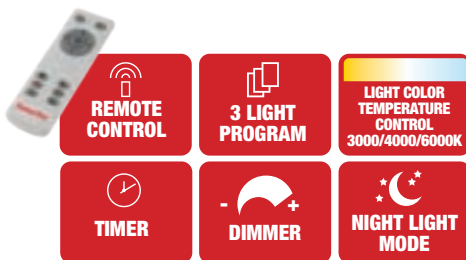 REMOTE
CONTROL
3 LIGHT
PROGRAM
LIGHT COLOR
TEMPERATURE
CONTROL
3000/4000/6000K
TIMER
- +
DIMMER
NIGHT LIGHT
MODE